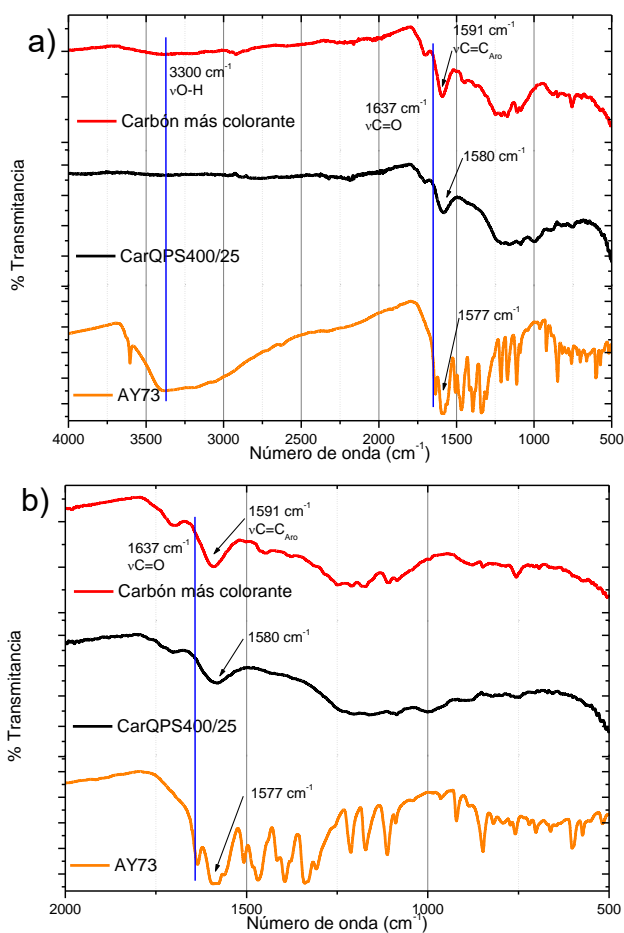 a)
1591 cm-1
νC=CAro
3300 cm-1
νO-H
1637 cm-1
νC=O
Carbón más colorante
1580 cm-1
CarQPS400/25
1577 cm-1
AY73
% Transmitancia
4000 3500 3000 2500 2000 1500 1000 500
Número de onda (cm-1)
b)
1591 cm-1
νC=CAro
1637 cm-1
νC=O
Carbón más colorante
1580 cm-1
CarQPS400/25
1577 cm-1
AY73
% Transmitancia
2000 1500 1000 500
Número de onda (cm-1)